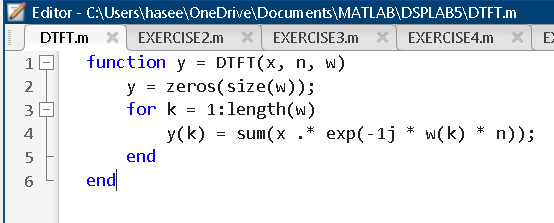 Editor - C:\Users\hasee\OneDrive\Documents\MATLAB\DSPLAB5\DTFT.m
DTFT.m EXERCISE2.m EXERCISE3.m EXERCISE4.m E
1 function y = DTFT(x, n, w)
2 y = zeros(size(w));
3 for k = 1:length(w)
4 y(k) = sum(x .* exp(-1j * w(k) * n));
5 end
6 end